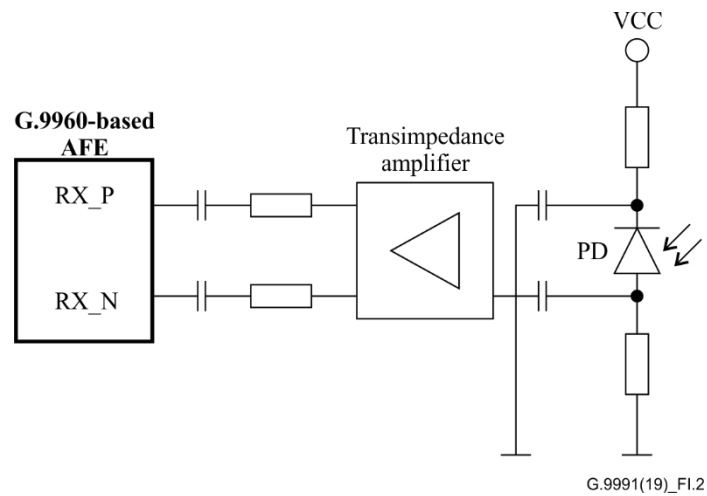 VCC
G.9960-based
AFE
Transimpedance
amplifier
RX_P
PD
RX_N
G.9991(19)_FI.2